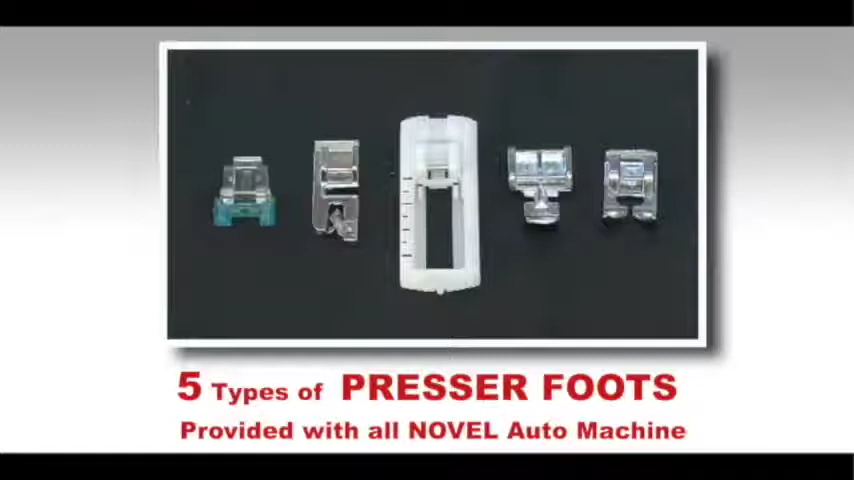 5 Types of PRESSER FOOTS
Provided with all NOVEL Auto Machine